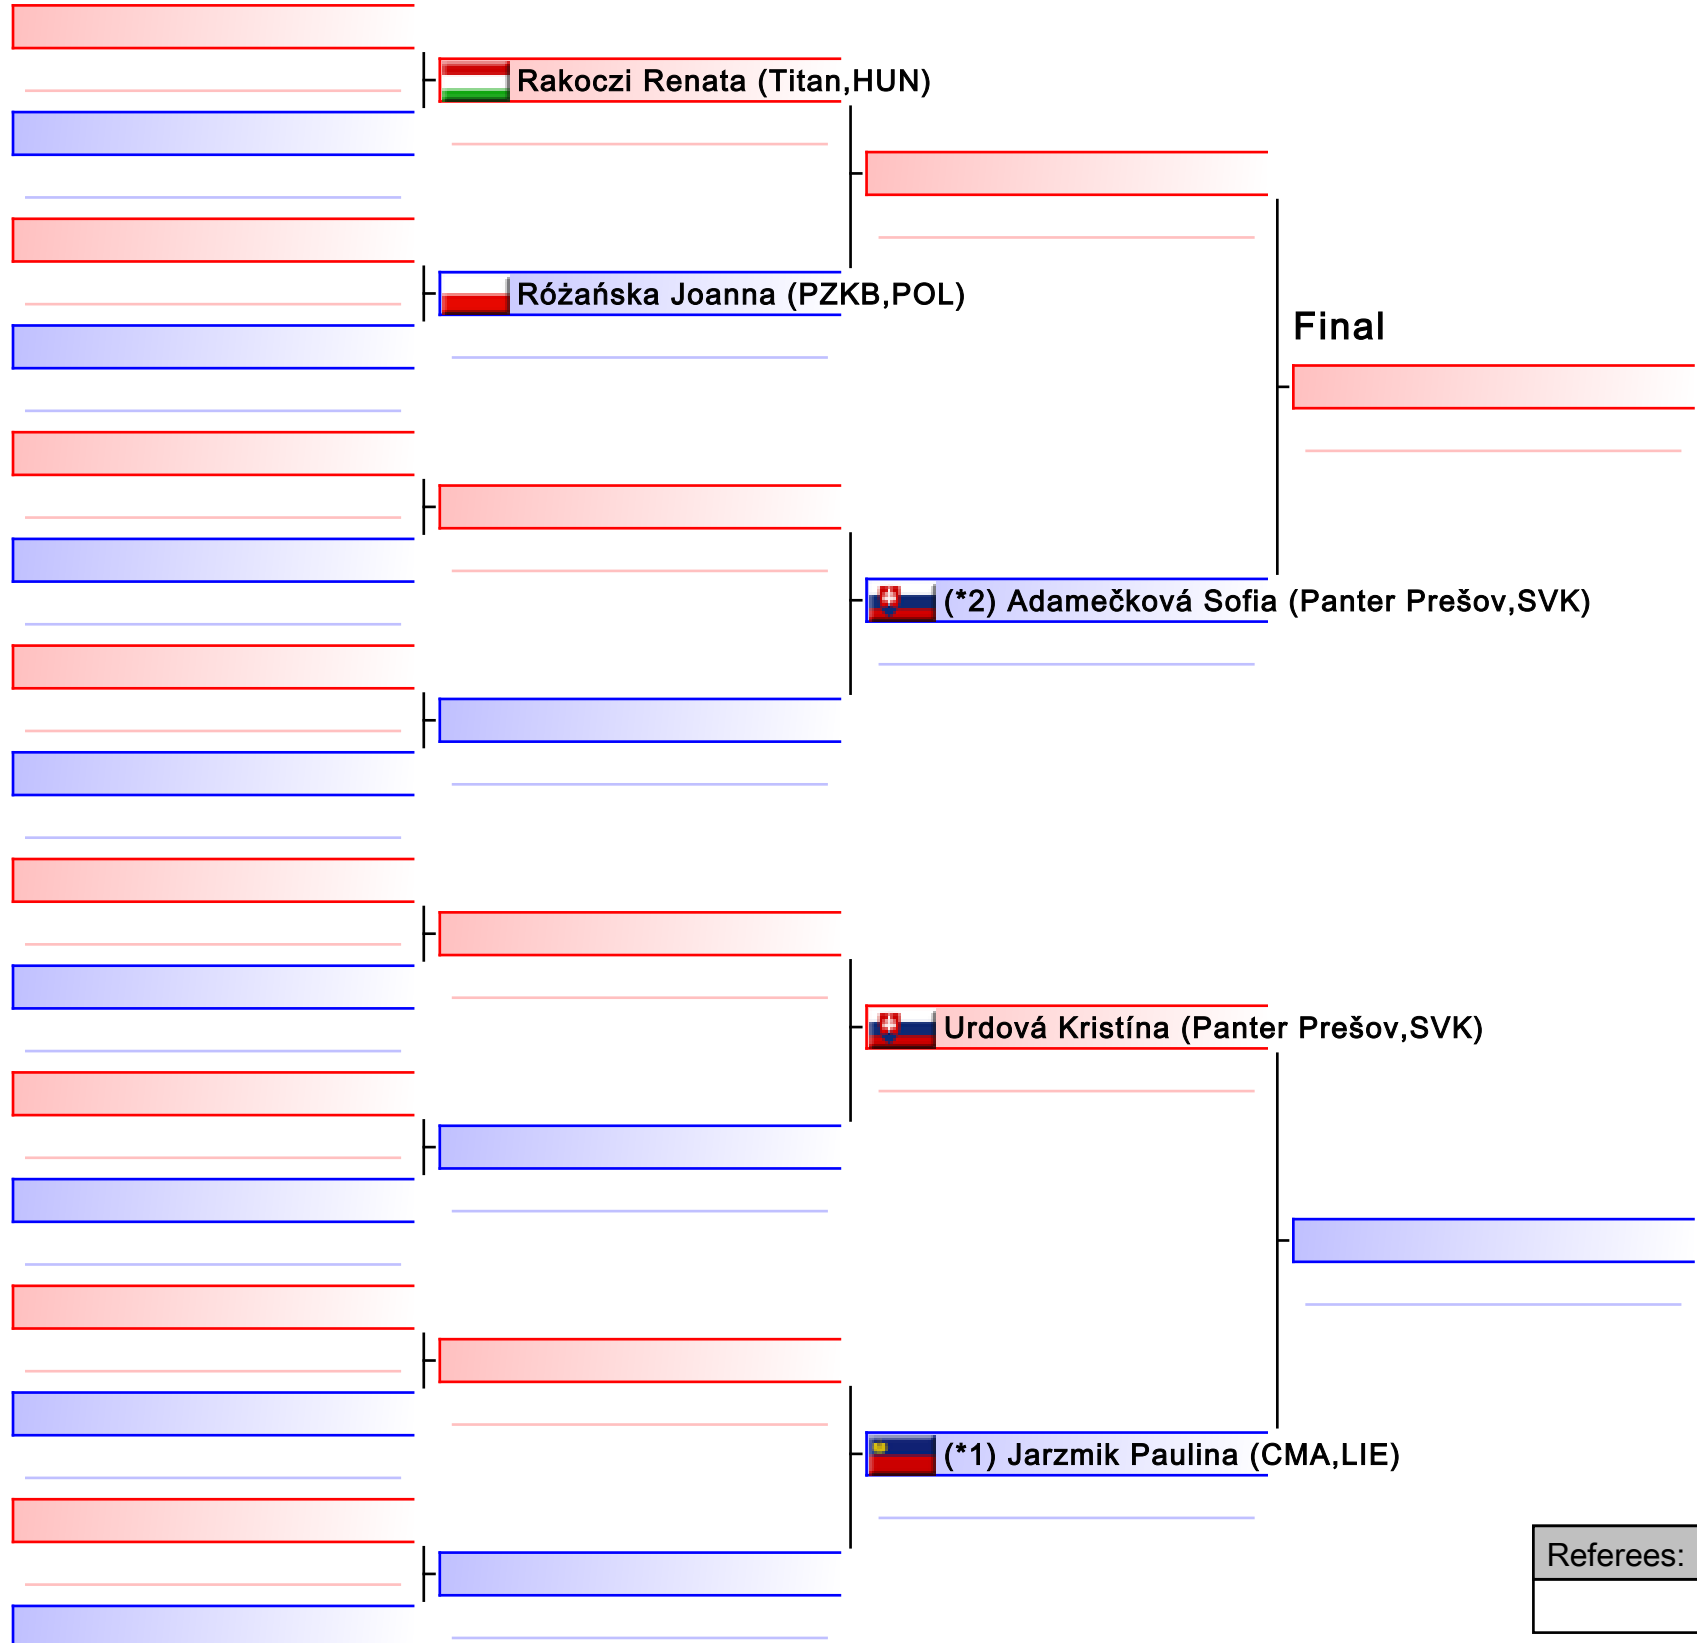 Rakoczi Renata (Titan,HUN)
Różańska Joanna (PZKB,POL)
Final
(*2) Adamečková Sofia (Panter Prešov,SVK)
Urdová Kristína (Panter Prešov,SVK)
(*1) Jarzmik Paulina (CMA,LIE)
Referees: